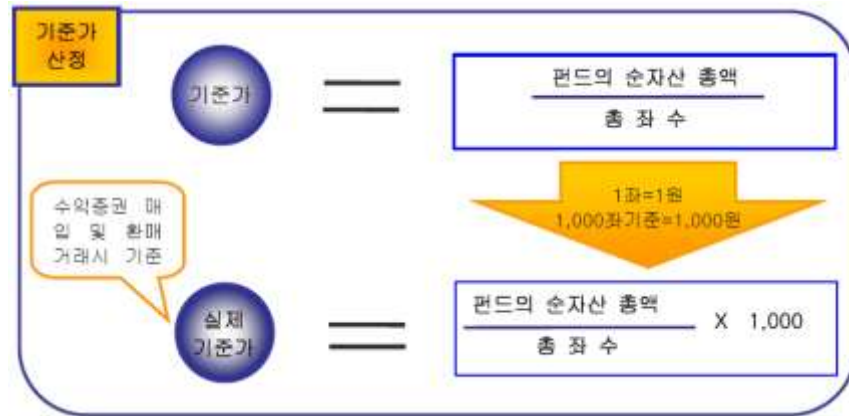 기준가
산정
기준가
펀드의 순자산 총액
총 좌 수
1좌=1원
1,000좌기준=1,000원
수익증권 매
입 및 환매
거래시 기준
실제
기준가
펀드의 순자산 총액
총 좌 수
X 1,000